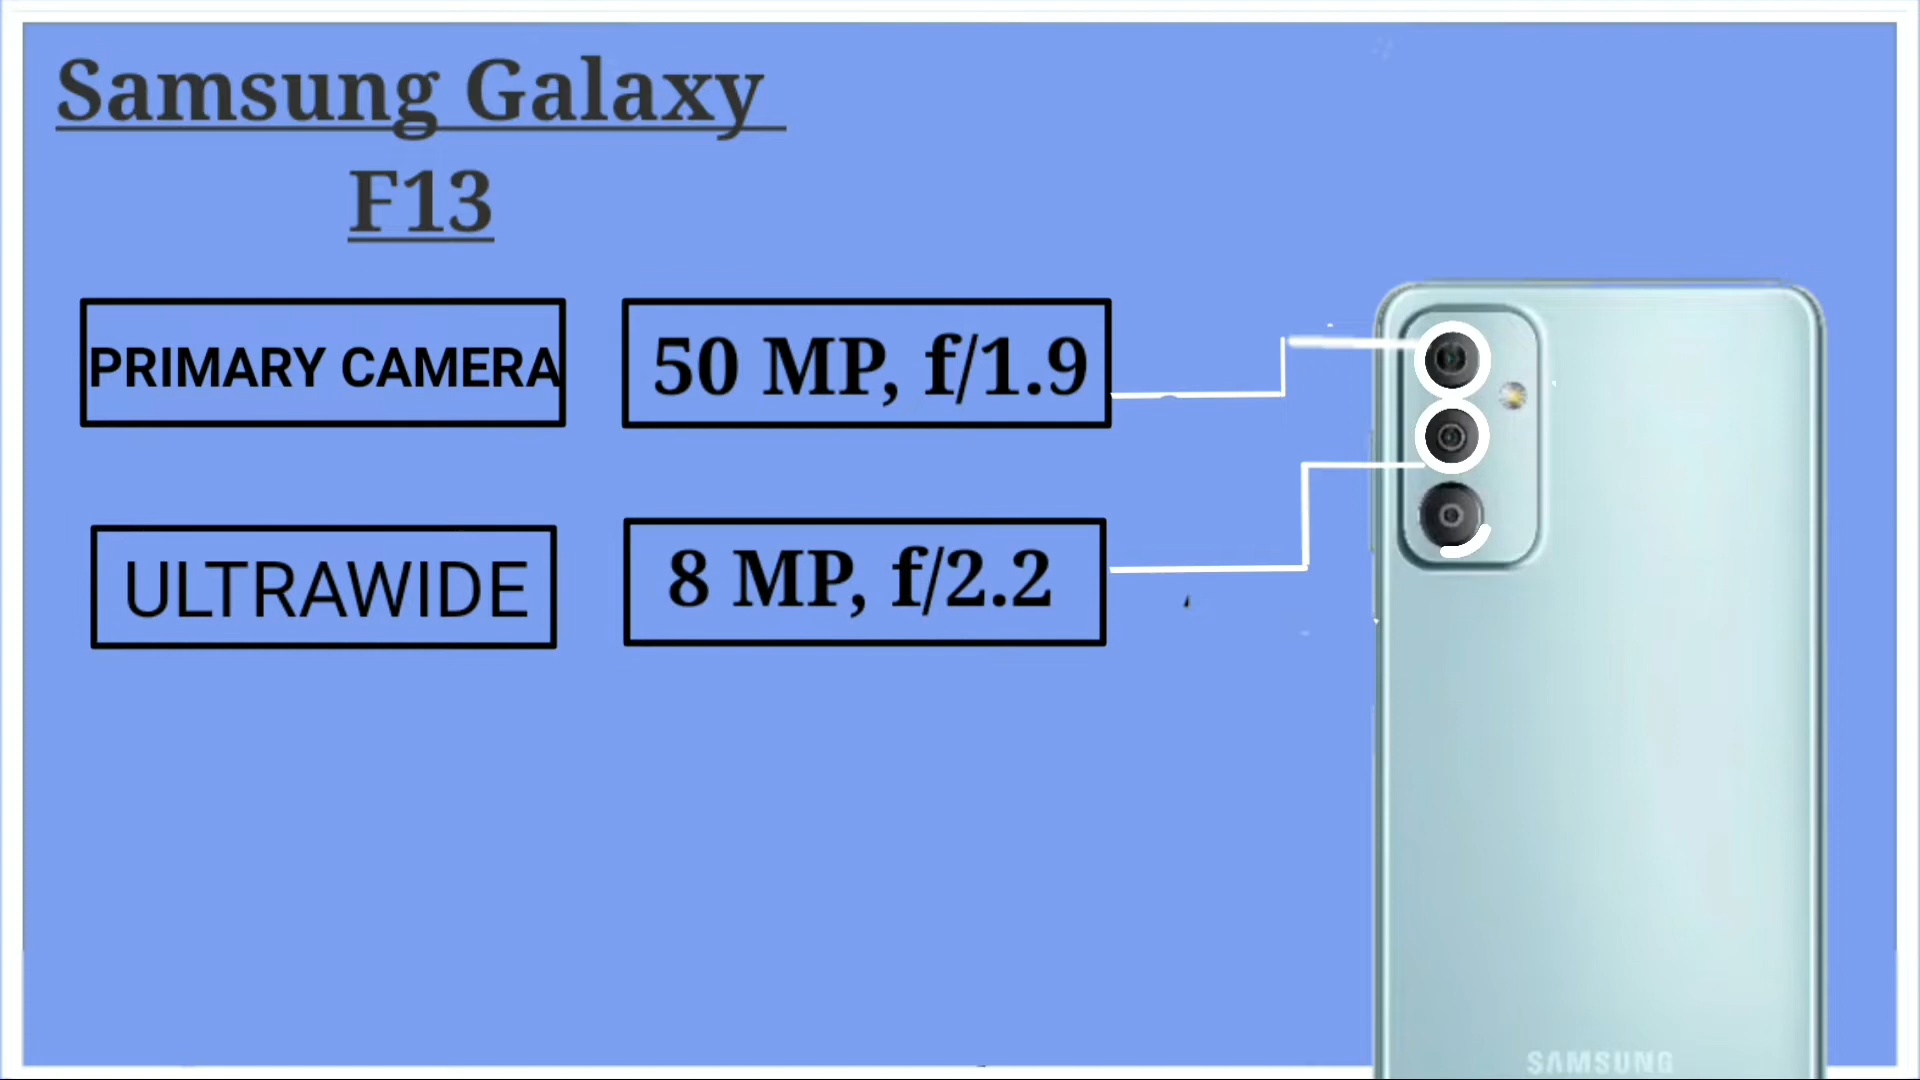 Samsung Galaxy
F13
PRIMARY CAMERA
50 MP, f/1.9
ULTRAWIDE
8 MP, f/2.2
SAMSUNG